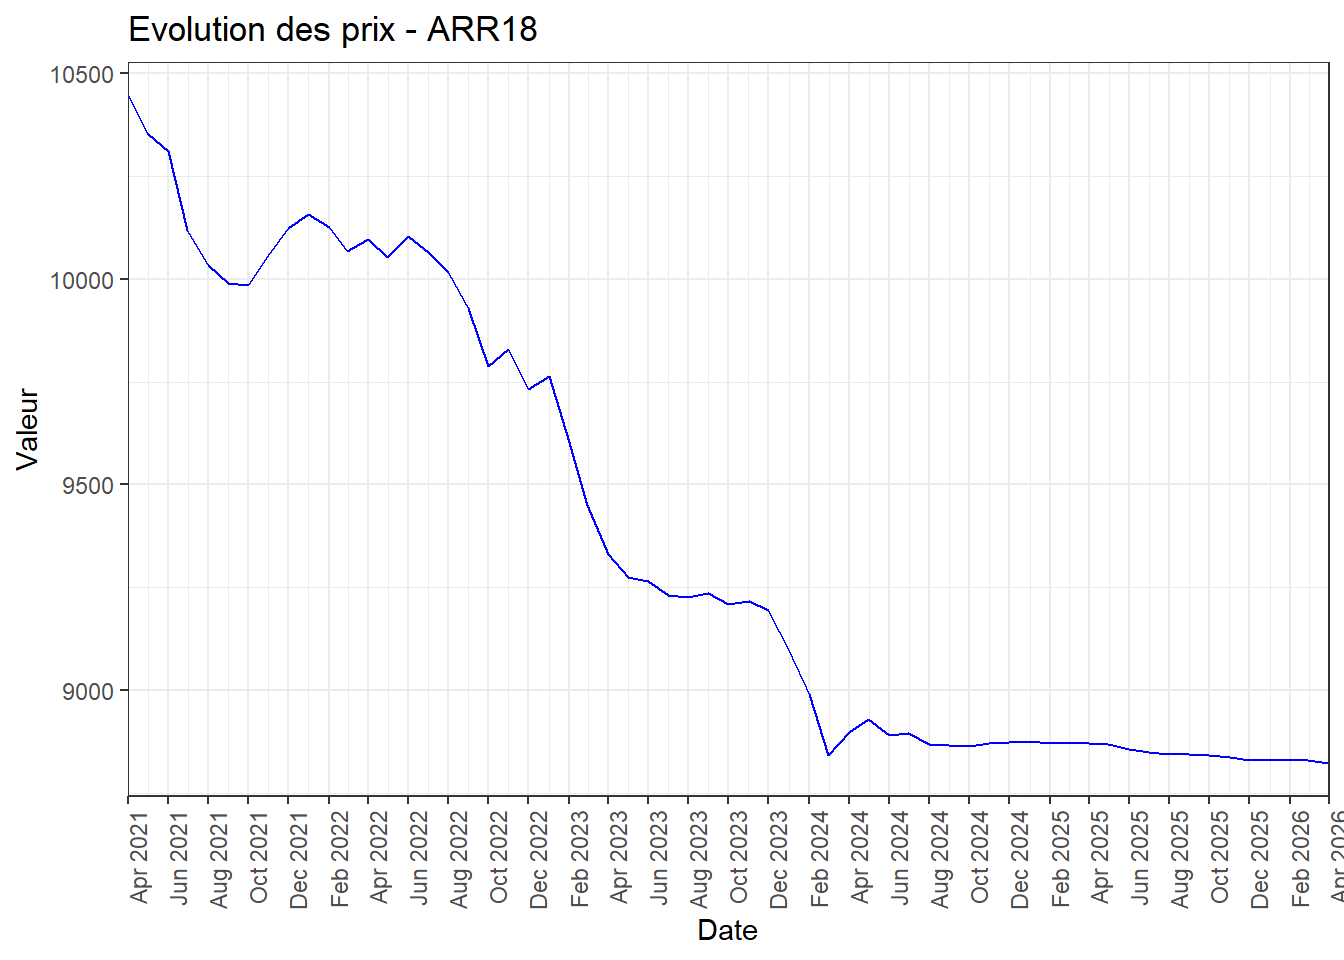 Evolution des prix - ARR18
10500
10000
9500
9000
Valeur
Apr 2021
Jun 2021
Aug 2021
Oct 2021
Dec 2021
Feb 2022
Apr 2022
Jun 2022
Aug 2022
Oct 2022
Dec 2022
Feb 2023
Apr 2023
Jun 2023
Aug 2023
Oct 2023
Dec 2023
Feb 2024
Apr 2024
Jun 2024
Aug 2024
Oct 2024
Dec 2024
Feb 2025
Apr 2025
Jun 2025
Aug 2025
Oct 2025
Dec 2025
Feb 2026
Apr 2026
Date